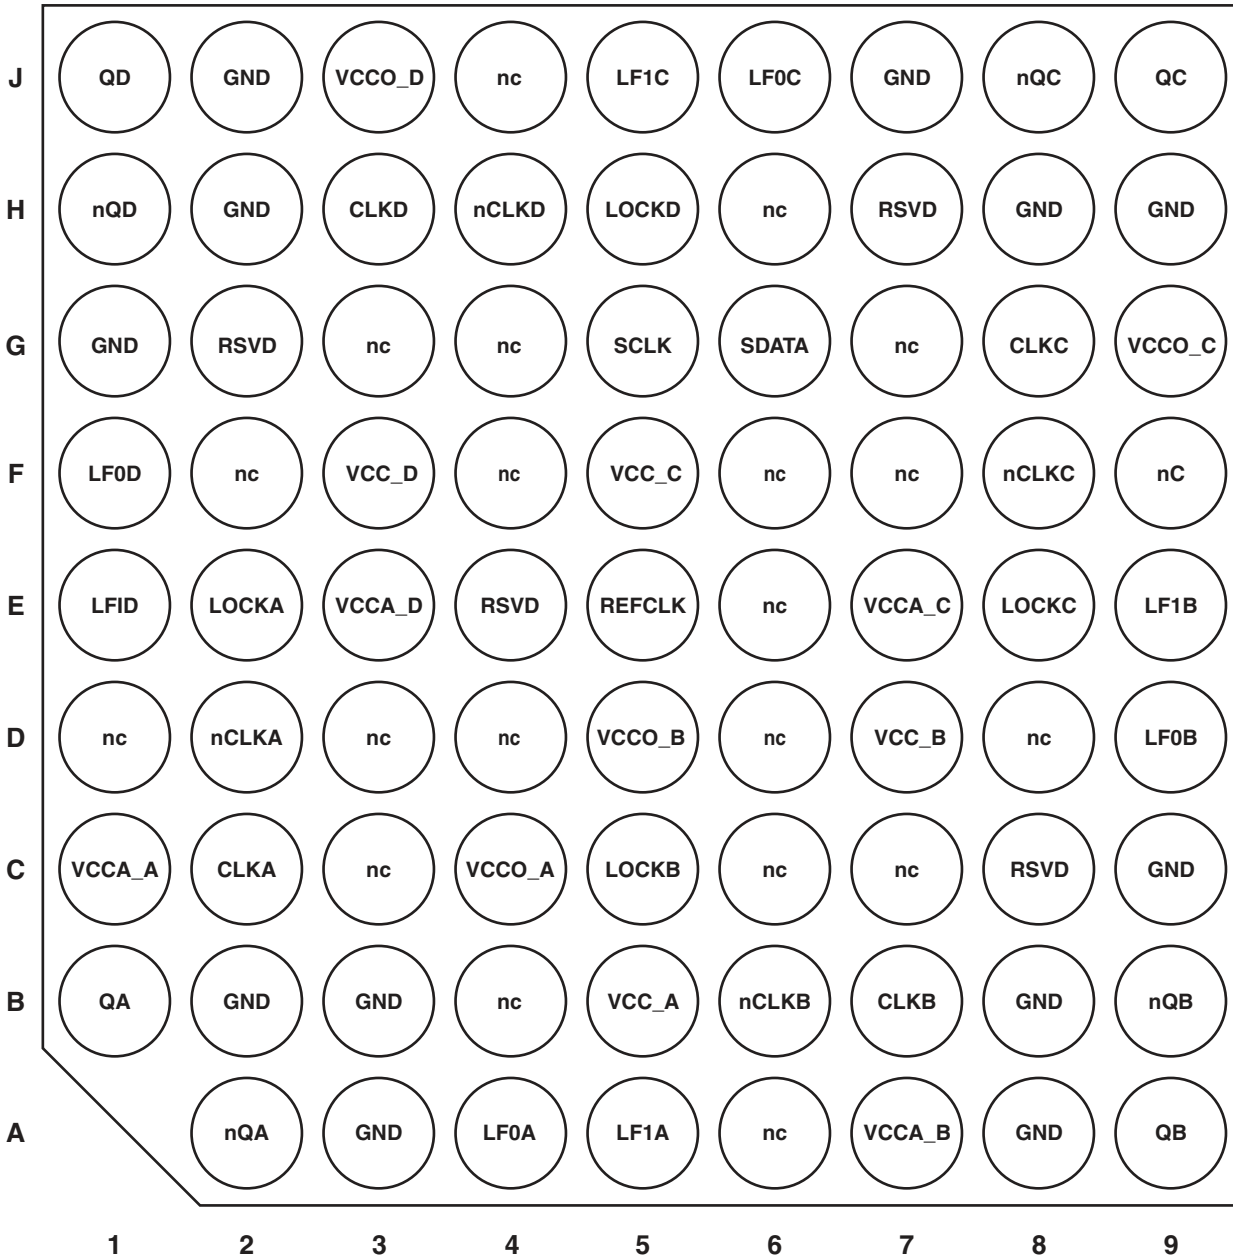 J QD GND VCCO_D nc LF1C LF0C GND nQC QC
H nQD GND CLKD nCLKD LOCKD nc RSVD GND GND
G GND RSVD nc nc SCLK SDATA nc CLKC VCCO_C
F LF0D nc VCC_D nc VCC_C nc nc nCLKC nC
E LFID LOCKA VCCA_D RSVD REFCLK nc VCCA_C LOCKC LF1B
D nc nCLKA nc nc VCCO_B nc VCC_B nc LF0B
C VCCA_A CLKA nc VCCO_A LOCKB nc nc RSVD GND
B QA GND GND nc VCC_A nCLKB CLKB GND nQB
A nQA GND LF0A LF1A nc VCCA_B GND QB
1 2 3 4 5 6 7 8 9